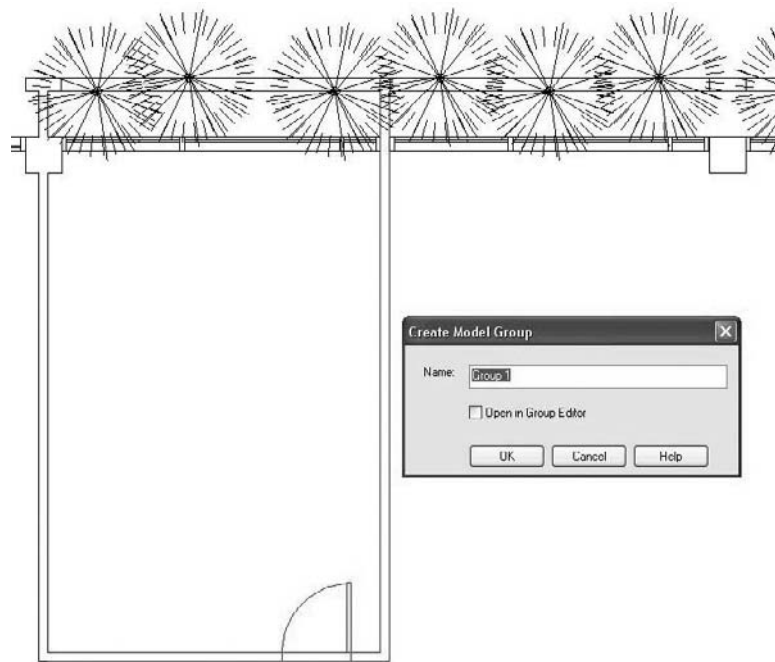 Create Model Group
Name:
Group 1
Open in Group Editor
OK
Cancel
Help